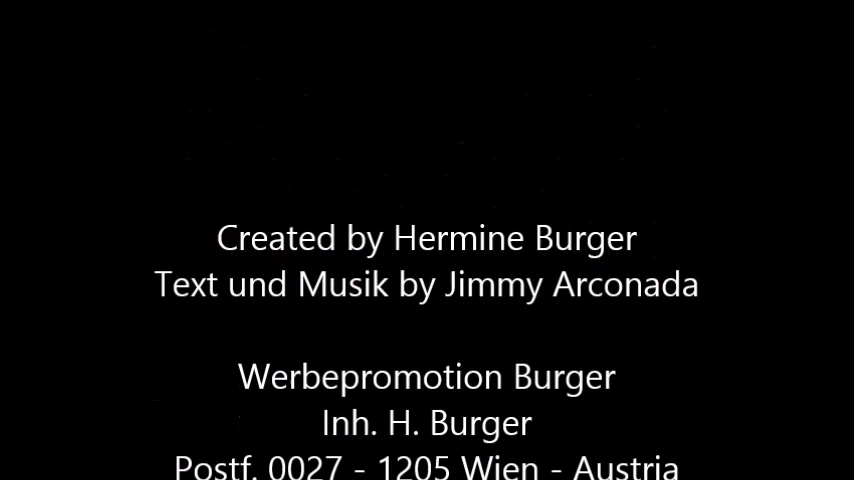 Created by Hermine Burger
Text und Musik by Jimmy Arconada
Werbepromotion Burger
Inh. H. Burger
Postf. 0027 - 1205 Wien - Austria